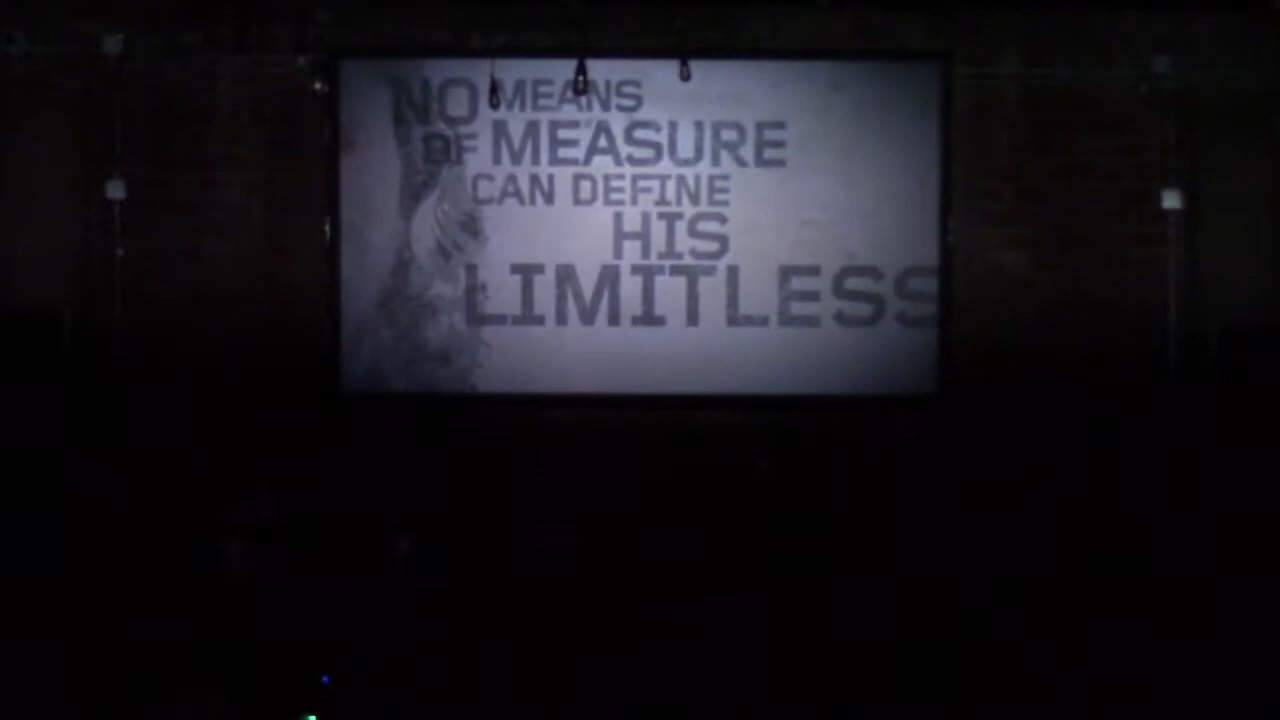 NO MEANS
OF MEASURE
CAN DEFINE
HIS
LIMITLESS